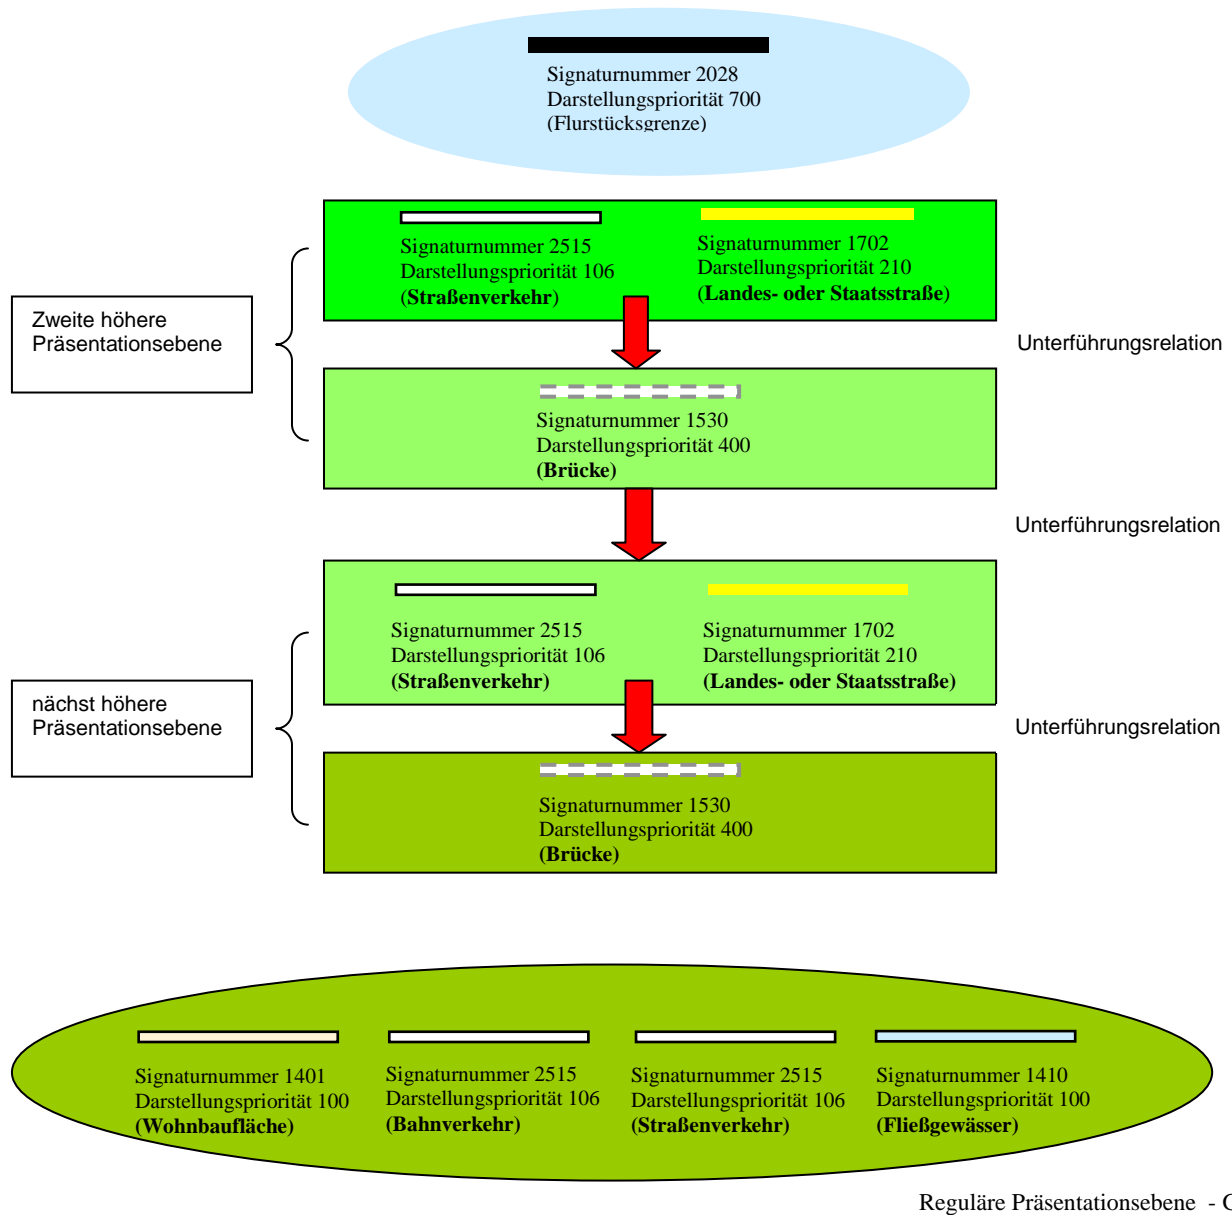 Signaturnummer 2028
Darstellungspriorität 700
(Flurstücksgrenze)
Signaturnummer 2515
Darstellungspriorität 106
(Straßenverkehr)
Signaturnummer 1702
Darstellungspriorität 210
(Landes- oder Staatsstraße)
Zweite höhere
Präsentationsebene
Unterführungsrelation
Signaturnummer 1530
Darstellungspriorität 400
(Brücke)
Unterführungsrelation
Signaturnummer 2515
Darstellungspriorität 106
(Straßenverkehr)
Signaturnummer 1702
Darstellungspriorität 210
(Landes- oder Staatsstraße)
nächst höhere
Präsentationsebene
Unterführungsrelation
Signaturnummer 1530
Darstellungspriorität 400
(Brücke)
Signaturnummer 1401
Darstellungspriorität 100
(Wohnbaufläche)
Signaturnummer 2515
Darstellungspriorität 106
(Bahnverkehr)
Signaturnummer 2515
Darstellungspriorität 106
(Straßenverkehr)
Signaturnummer 1410
Darstellungspriorität 100
(Fließgewässer)
Reguläre Präsentationsebene -